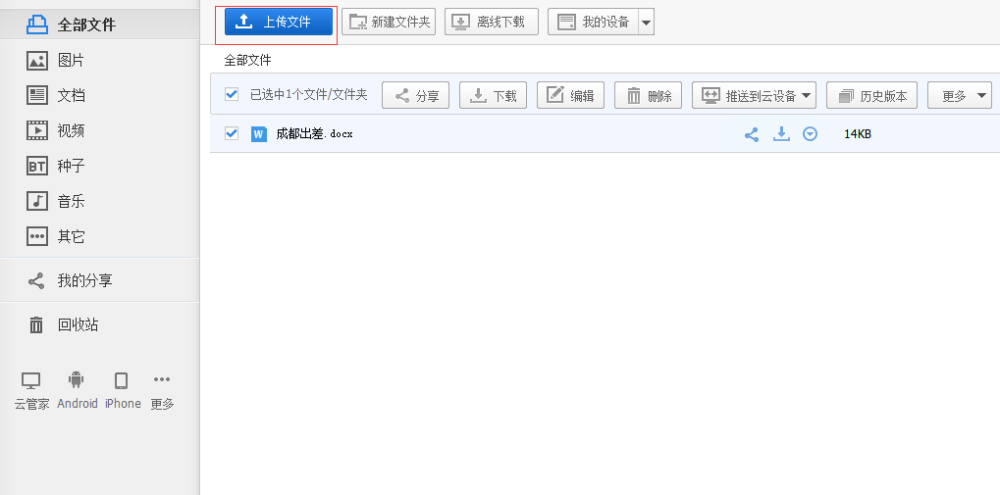 全部文件
图片
文档
视频
BT 种子
音乐
其它
我的分享
回收站
云管家 Android iPhone 更多
上传文件 新建文件夹 离线下载 我的设备
全部文件
已选中1个文件/文件夹 分享 下载 编辑 删除 推送到云设备 历史版本 更多
W 成都出差.docx 14KB